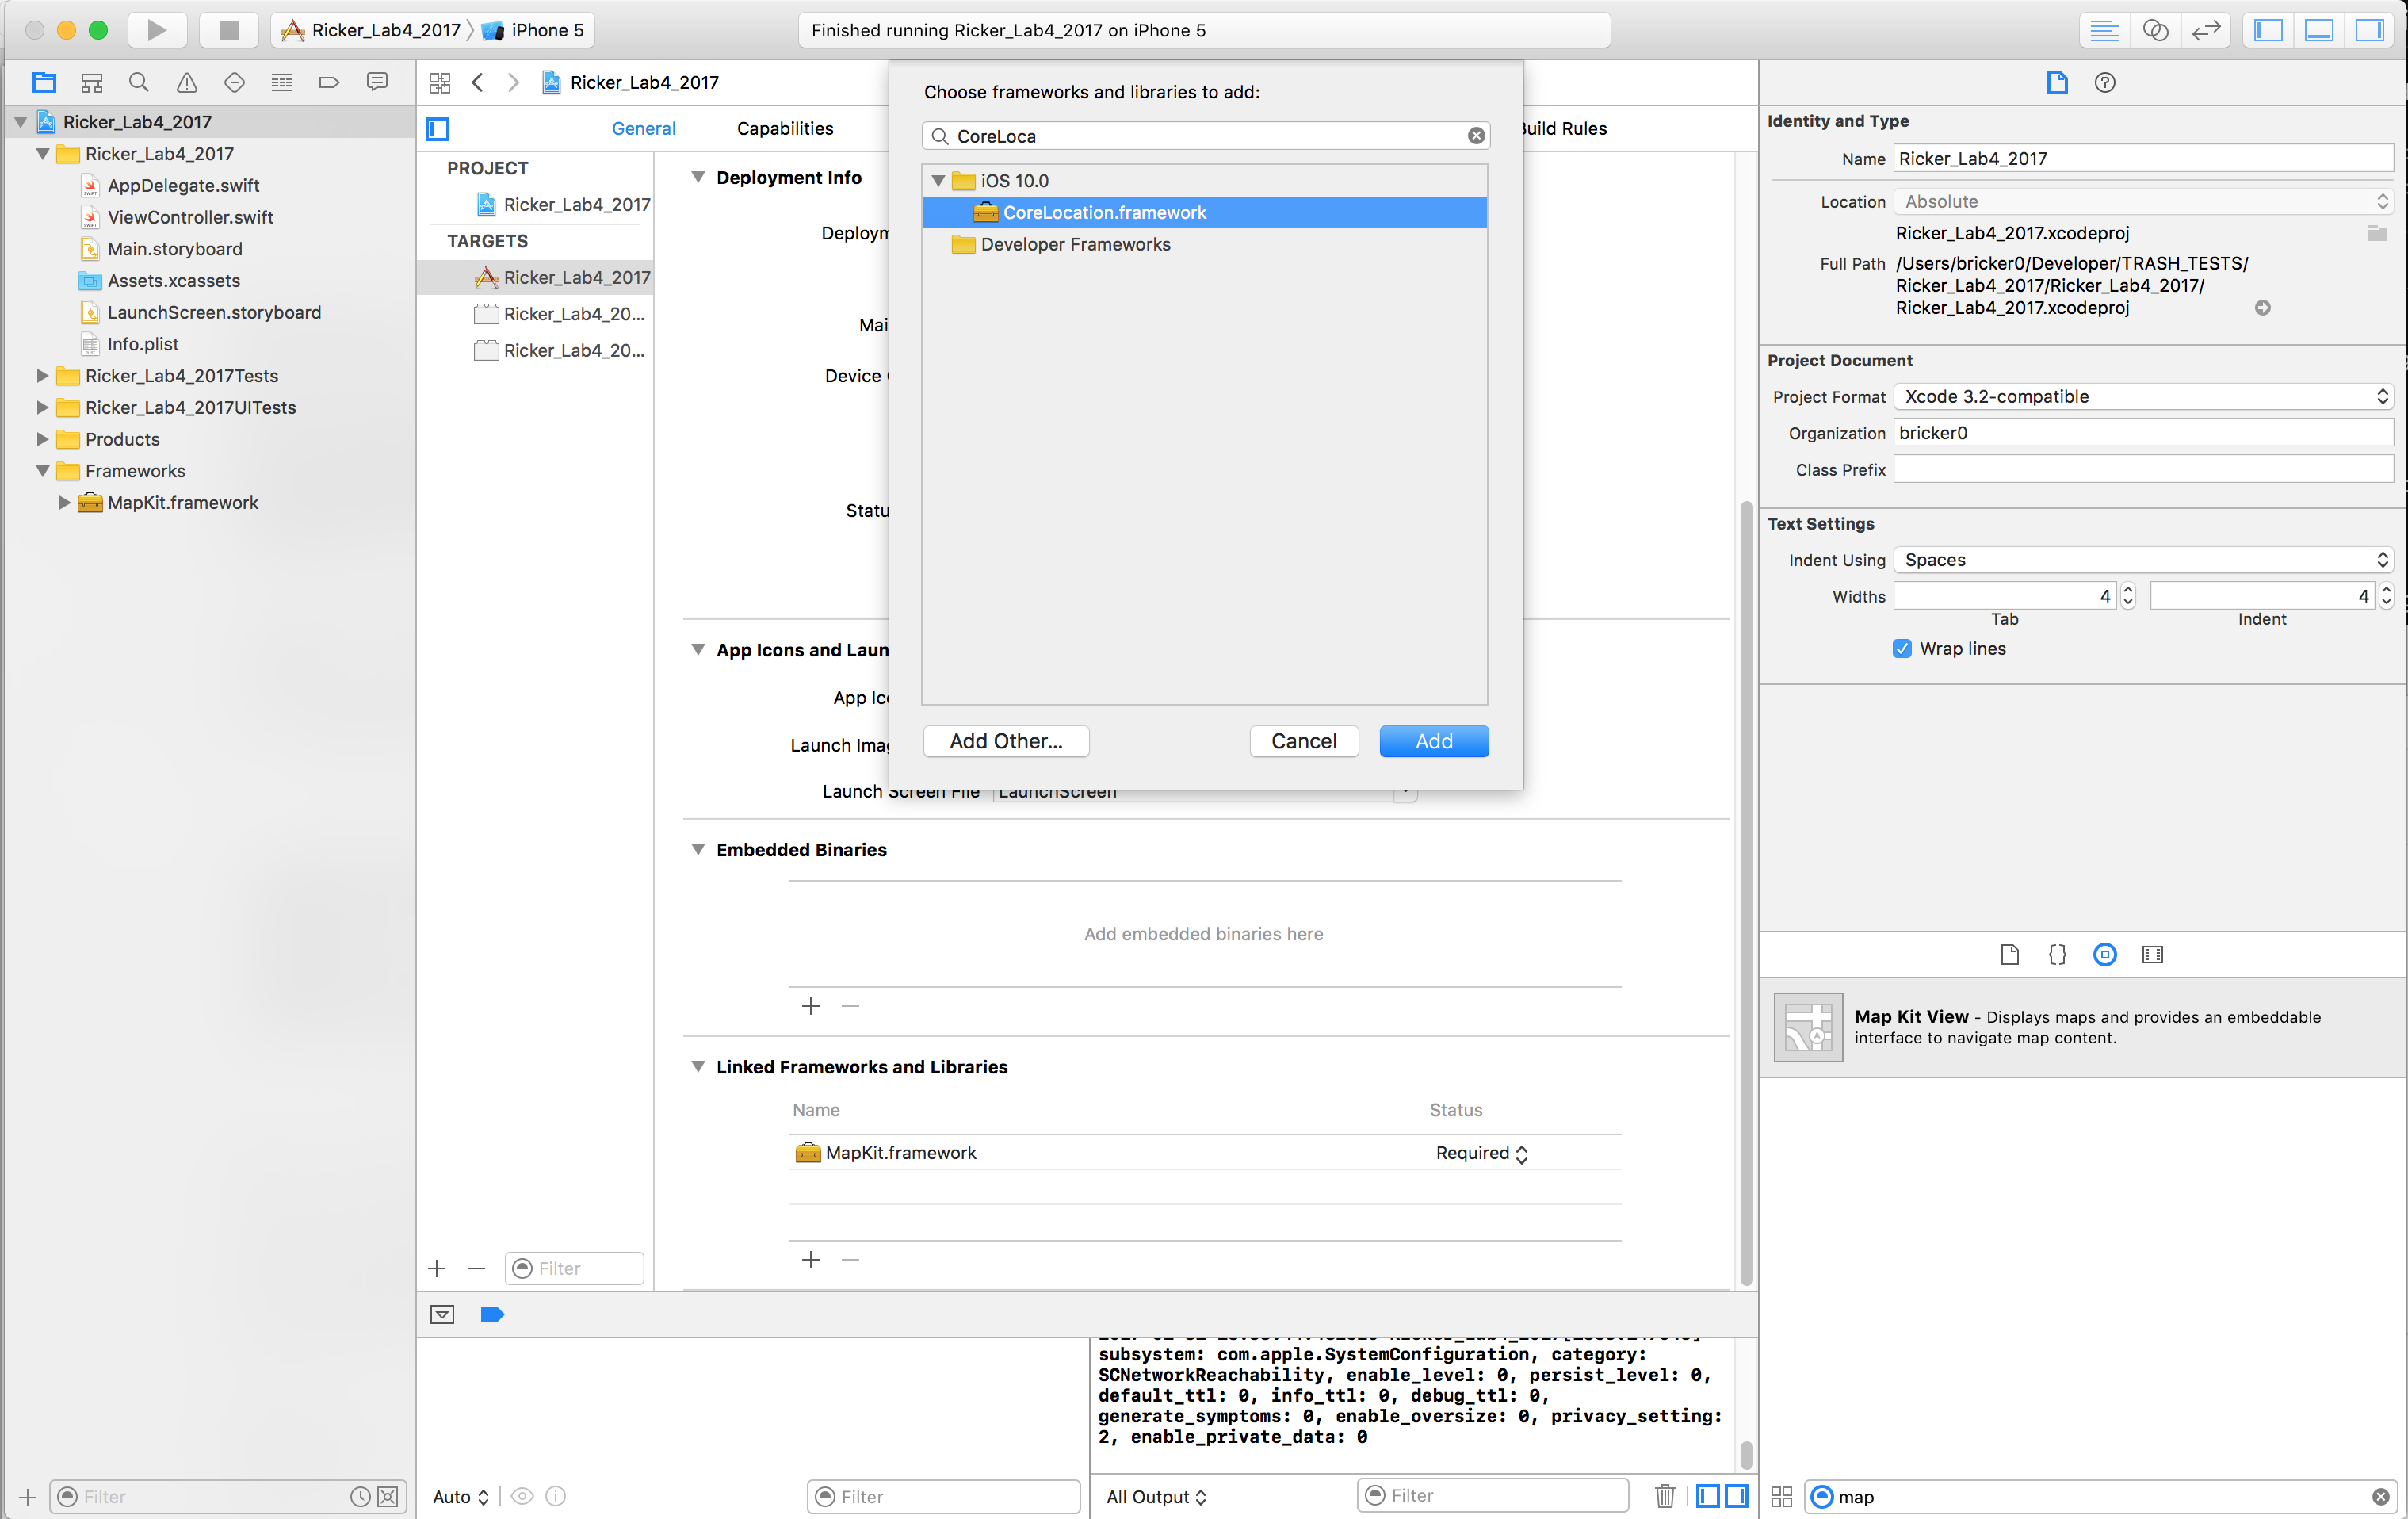 Ricker_Lab4_2017 iPhone 5
Finished running Ricker_Lab4_2017 on iPhone 5
Ricker_Lab4_2017
Ricker_Lab4_2017
AppDelegate.swift
ViewController.swift
Main.storyboard
Assets.xcassets
LaunchScreen.storyboard
Info.plist
Ricker_Lab4_2017Tests
Ricker_Lab4_2017UITests
Products
Frameworks
MapKit.framework
Filter
Ricker_Lab4_2017
General Capabilities
Build Rules
PROJECT
Ricker_Lab4_2017
TARGETS
Ricker_Lab4_2017
Ricker_Lab4_20...
Ricker_Lab4_20...
Filter
Deployment Info
Deploym
Mai
Device
Statu
App Icons and Laun
App Ico
Launch Imag
Launch Screen File LaunchScreen
Embedded Binaries
Add embedded binaries here
Linked Frameworks and Libraries
Name Status
MapKit.framework Required
Choose frameworks and libraries to add:
CoreLoca
iOS 10.0
CoreLocation.framework
Developer Frameworks
Add Other...
Cancel
Add
Auto
Filter
subsystem: com.apple.SystemConfiguration, category:
SCNetworkReachability, enable_level: 0, persist_level: 0,
default_ttl: 0, info_ttl: 0, debug_ttl: 0,
generate_symptoms: 0, enable_oversize: 0, privacy_setting:
2, enable_private_data: 0
All Output
Filter
Identity and Type
Name Ricker_Lab4_2017
Location Absolute
Ricker_Lab4_2017.xcodeproj
Full Path /Users/bricker0/Developer/TRASH_TESTS/
Ricker_Lab4_2017/Ricker_Lab4_2017/
Ricker_Lab4_2017.xcodeproj
Project Document
Project Format Xcode 3.2-compatible
Organization bricker0
Class Prefix
Text Settings
Indent Using Spaces
Widths 4 4
Tab Indent
Wrap lines
Map Kit View - Displays maps and provides an embeddable
interface to navigate map content.
map